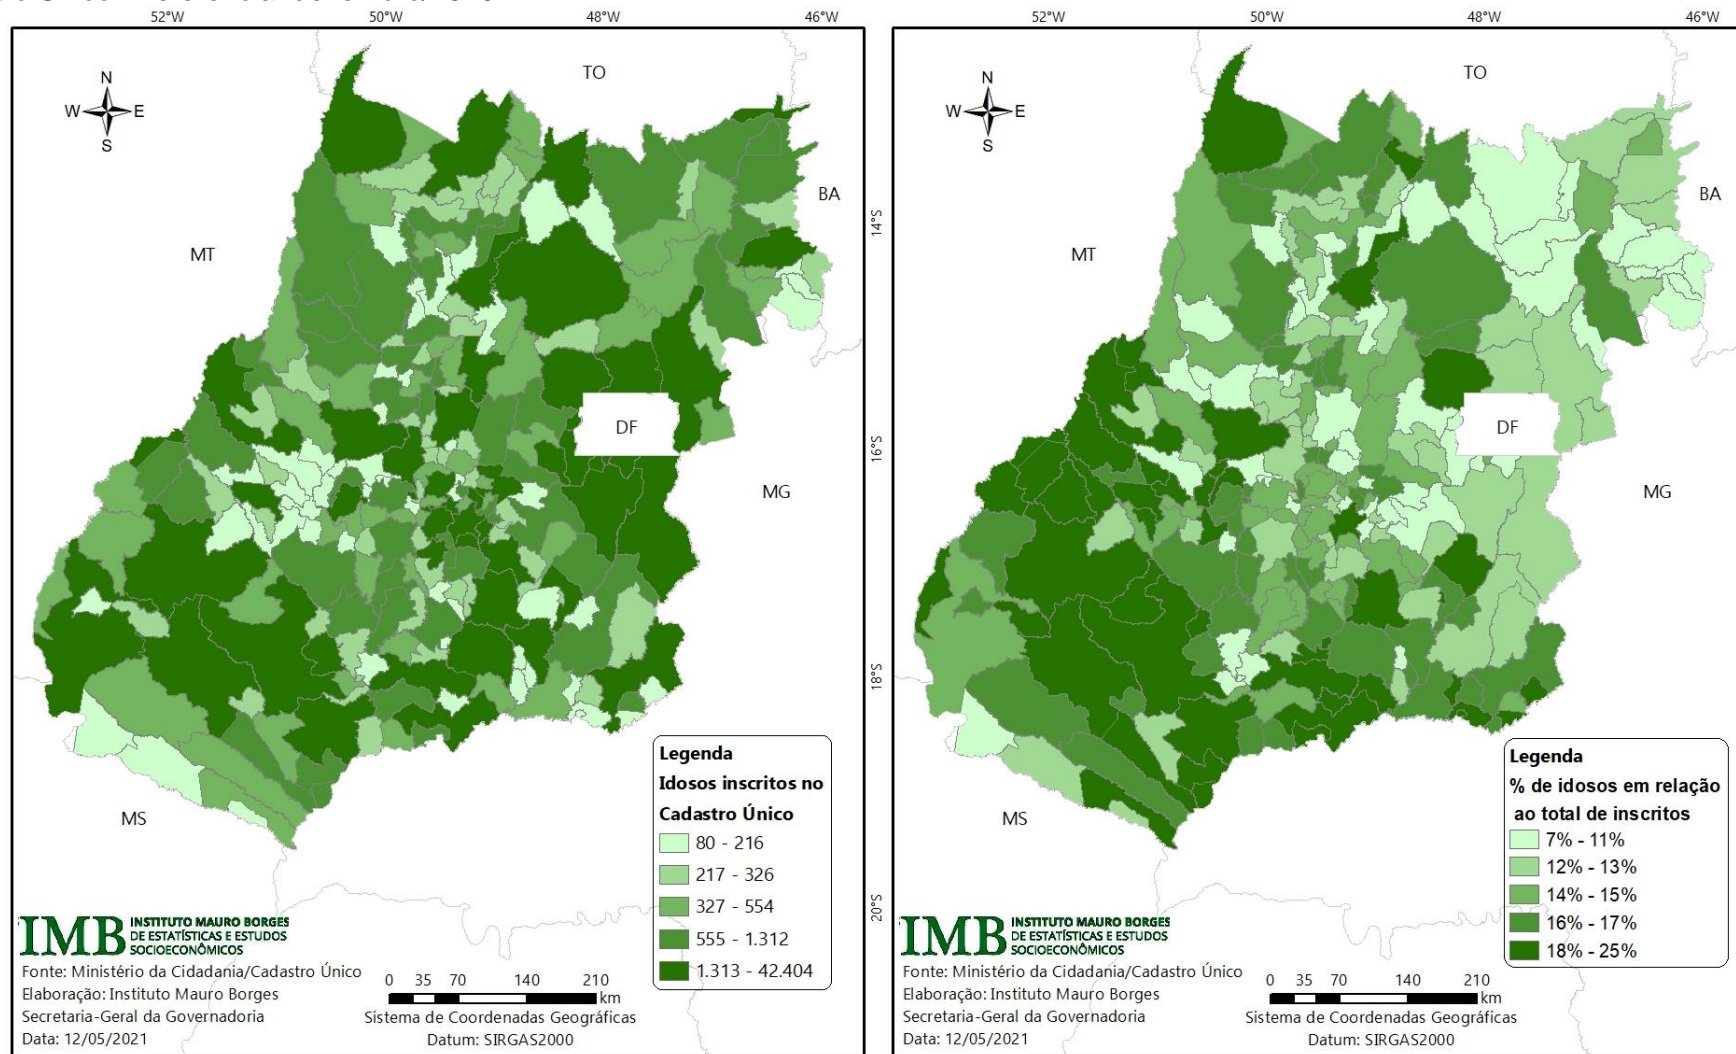 52°W 50°W 48°W 46°W
N
W E
S
TO
BA
MT
DF
MG
MS
14°S
16°S
18°S
20°S
Legenda
Idosos inscritos no
Cadastro Único
80 - 216
217 - 326
327 - 554
555 - 1.312
1.313 - 42.404
IMB INSTITUTO MAURO BORGES
DE ESTATÍSTICAS E ESTUDOS
SOCIOECONÔMICOS
Fonte: Ministério da Cidadania/Cadastro Único
Elaboração: Instituto Mauro Borges
Secretaria-Geral da Governadoria
Data: 12/05/2021
0 35 70 140 210
km
Sistema de Coordenadas Geográficas
Datum: SIRGAS2000
52°W 50°W 48°W 46°W
N
W E
S
TO
BA
MT
DF
MG
MS
Legenda
% de idosos em relação
ao total de inscritos
7% - 11%
12% - 13%
14% - 15%
16% - 17%
18% - 25%
IMB INSTITUTO MAURO BORGES
DE ESTATÍSTICAS E ESTUDOS
SOCIOECONÔMICOS
Fonte: Ministério da Cidadania/Cadastro Único
Elaboração: Instituto Mauro Borges
Secretaria-Geral da Governadoria
Data: 12/05/2021
0 35 70 140 210
km
Sistema de Coordenadas Geográficas
Datum: SIRGAS2000